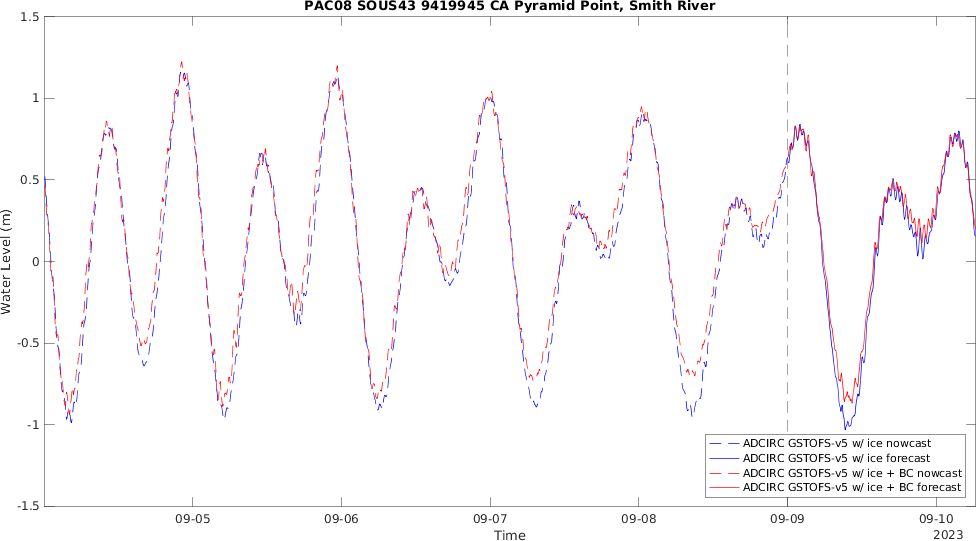 PAC08 SOUS43 9419945 CA Pyramid Point, Smith River
1.5
1
0.5
0
-0.5
-1
-1.5
Water Level (m)
09-05
09-06
09-07
09-08
09-09
09-10
Time
2023
ADCIRC GSTOFS-v5 w/ ice nowcast
ADCIRC GSTOFS-v5 w/ ice forecast
ADCIRC GSTOFS-v5 w/ ice + BC nowcast
ADCIRC GSTOFS-v5 w/ ice + BC forecast